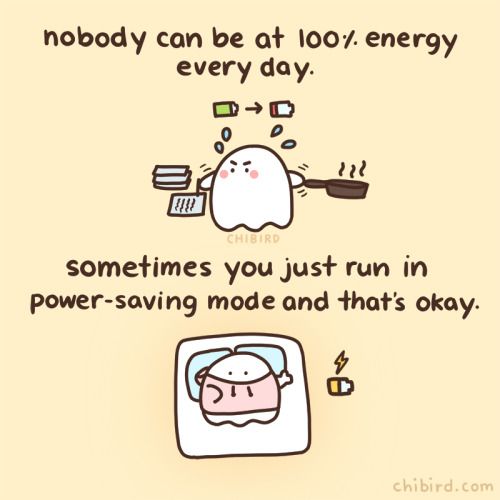 nobody can be at 100% energy
every day.
CHIBIRD
sometimes you just run in
power-saving mode and that's okay.
chibird.com